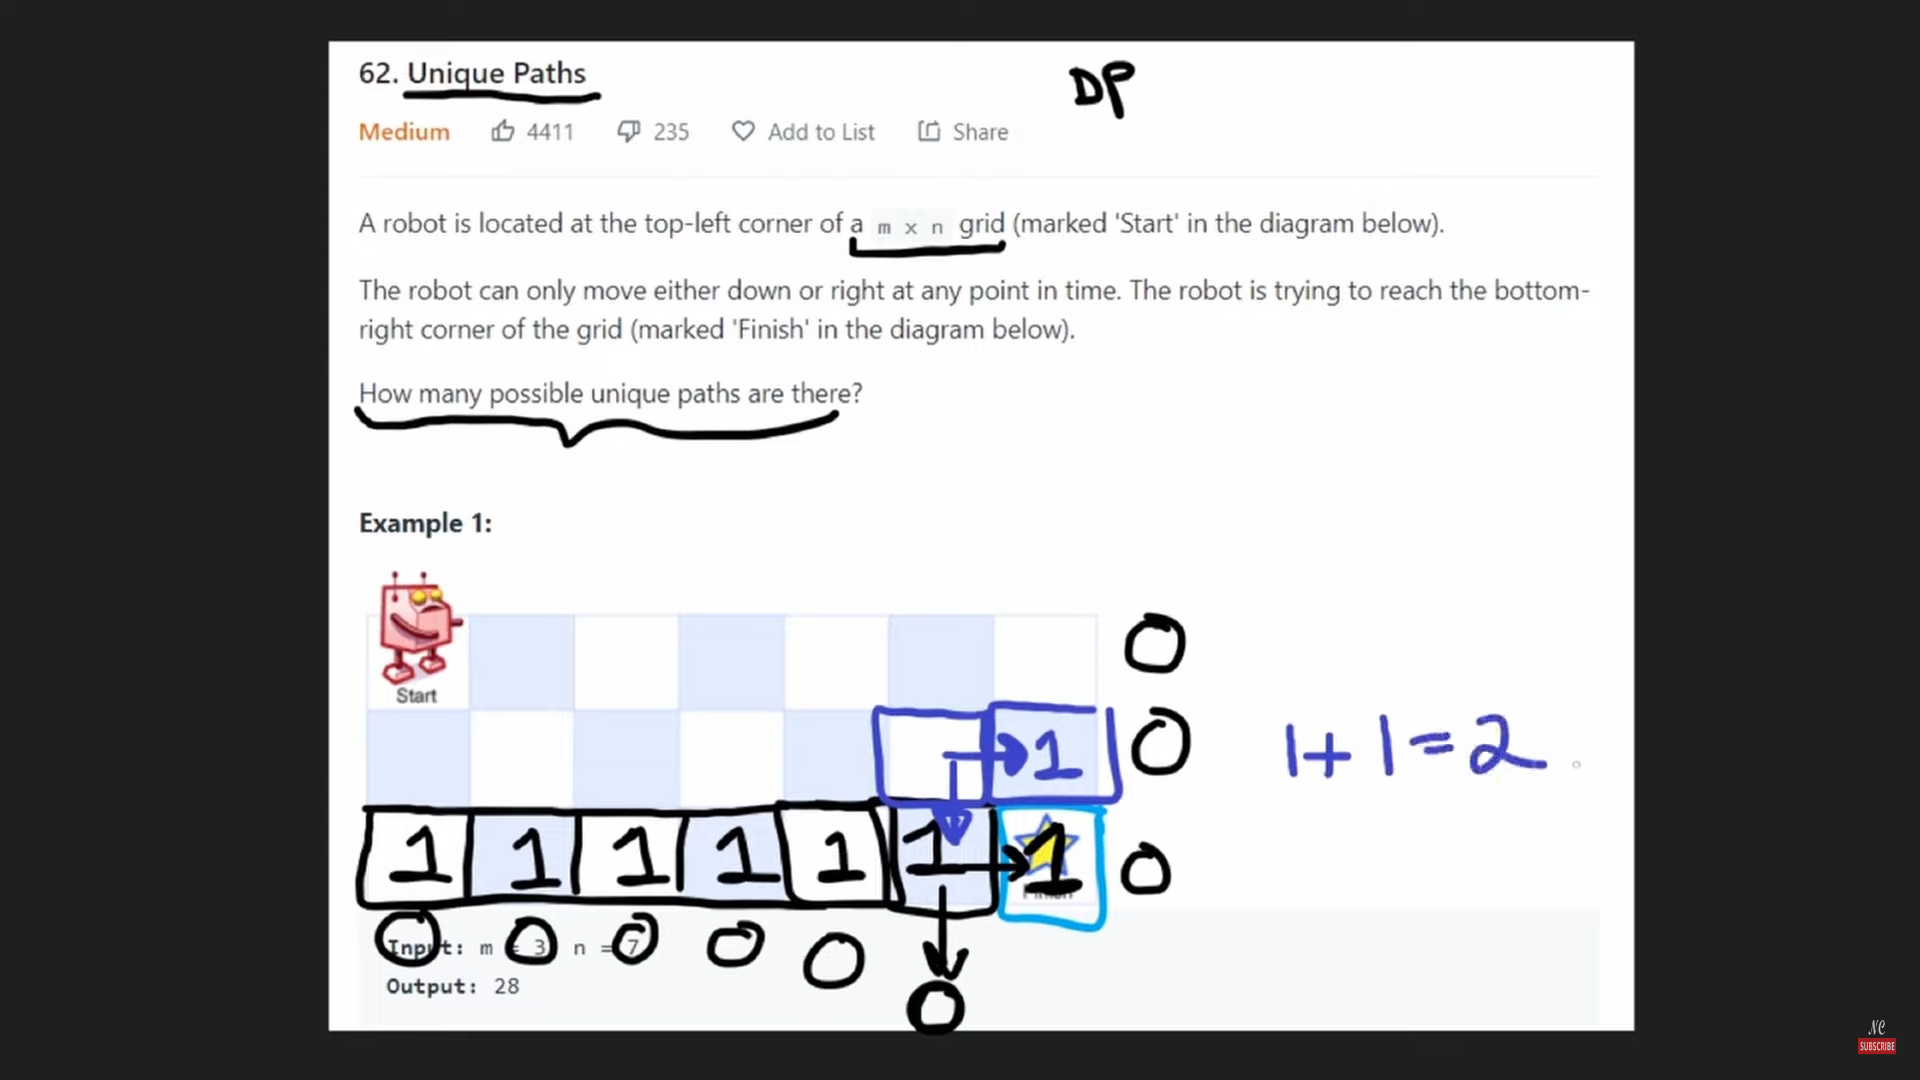 62. Unique Paths
DP
Medium 4411 235 Add to List Share
A robot is located at the top-left corner of a m x n grid (marked 'Start' in the diagram below).
The robot can only move either down or right at any point in time. The robot is trying to reach the bottom-
right corner of the grid (marked 'Finish' in the diagram below).
How many possible unique paths are there?
Example 1:
0
Start
1 0 1+1=2
1 1 1 1 1 1 1 0
0 0 0 0 0
Input: m = 3, n = 7
Output: 28
0
NC
SUBSCRIBE